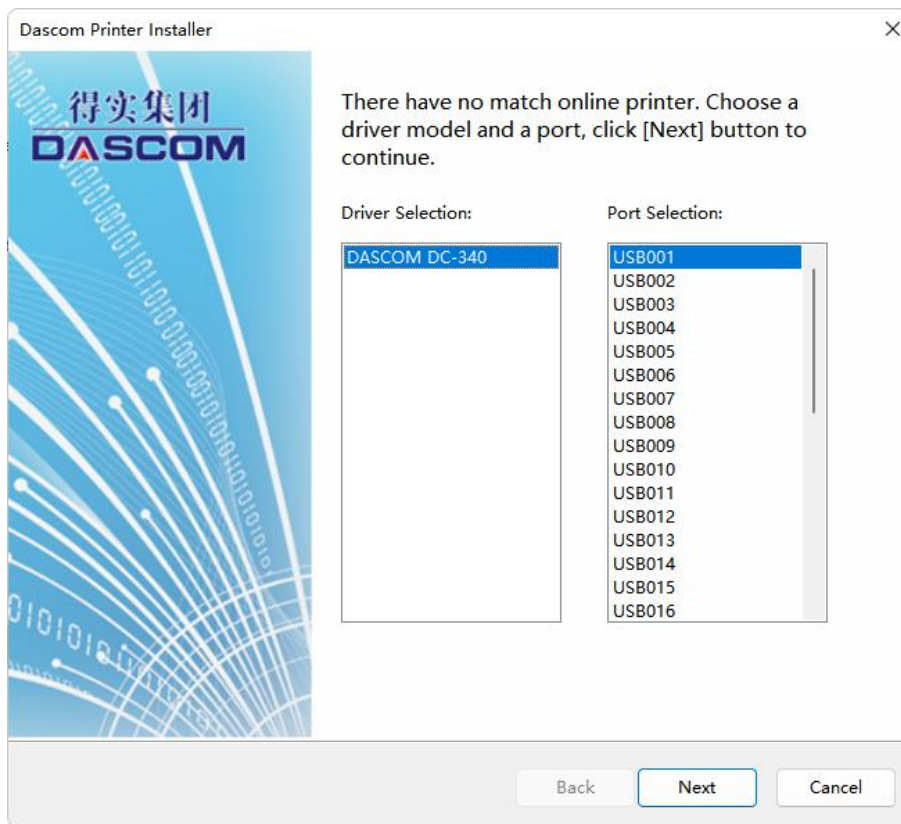 Dascom Printer Installer
得实集团
DASCOM
There have no match online printer. Choose a
driver model and a port, click [Next] button to
continue.
Driver Selection:
Port Selection:
DASCOM DC-340
USB001
USB002
USB003
USB004
USB005
USB006
USB007
USB008
USB009
USB010
USB011
USB012
USB013
USB014
USB015
USB016
Back
Next
Cancel